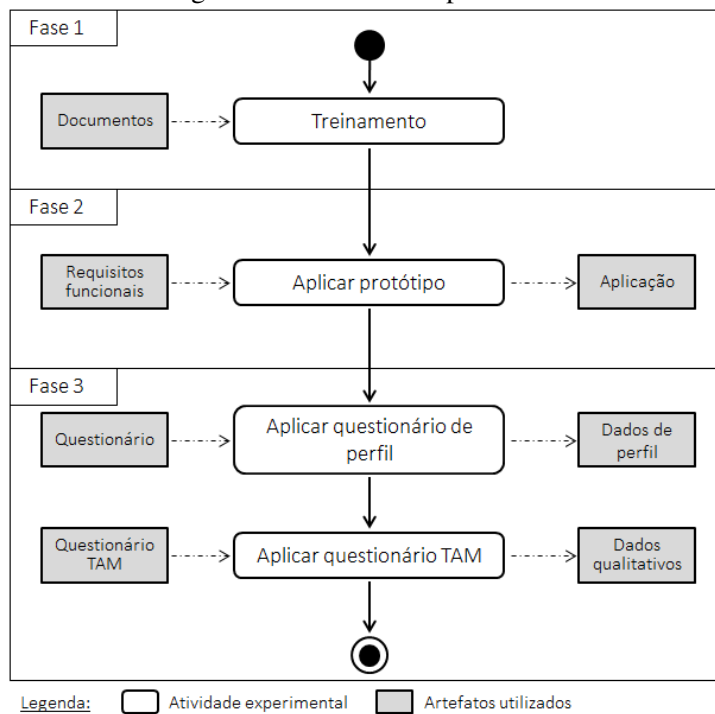 Fase 1
Documentos
Treinamento
Fase 2
Requisitos
funcionais
Aplicar protótipo
Aplicação
Fase 3
Questionário
Aplicar questionário de
perfil
Dados de
perfil
Questionário
TAM
Aplicar questionário TAM
Dados
qualitativos
Legenda:
Atividade experimental
Artefatos utilizados